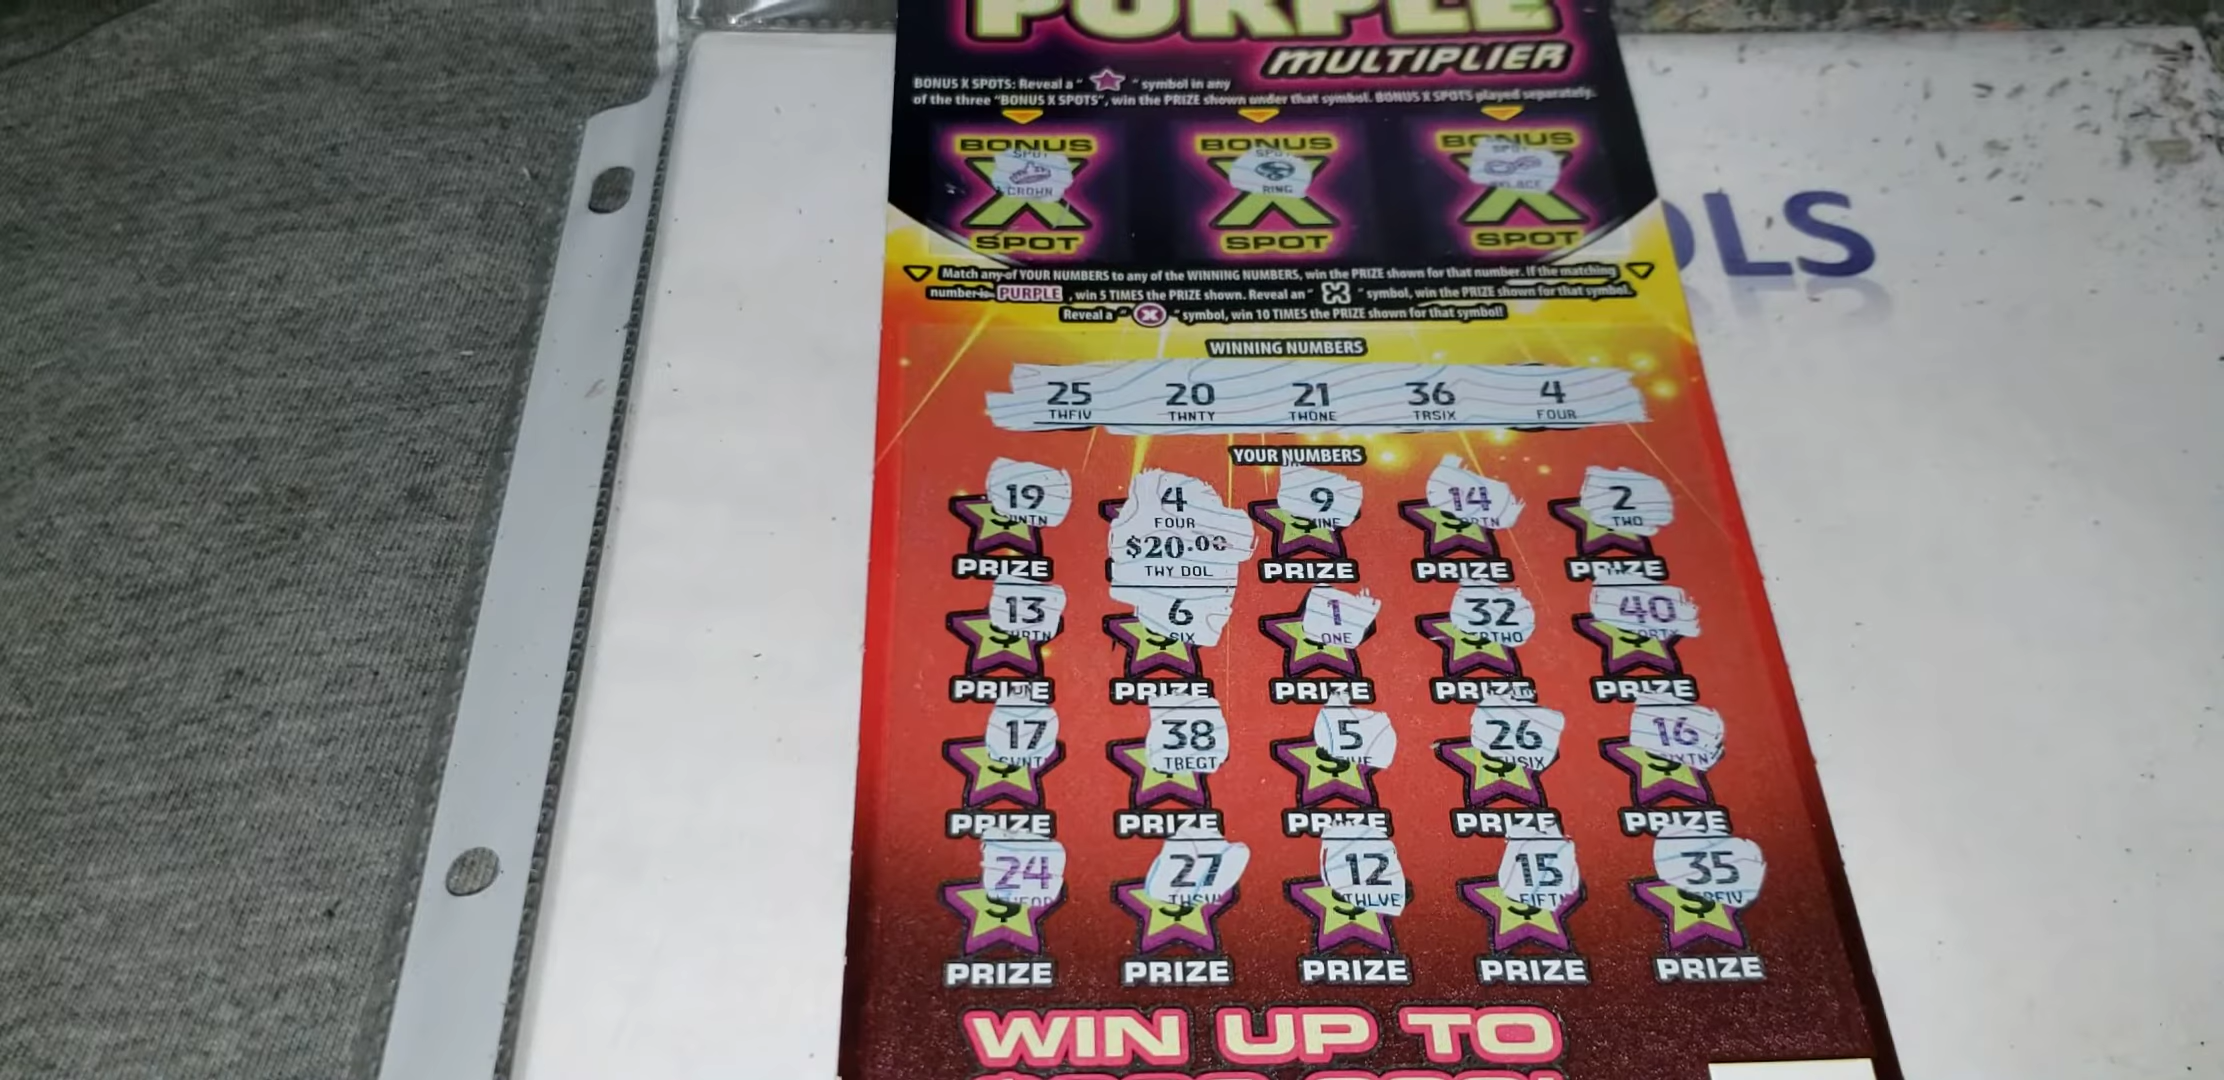 PURPLE
MULTIPLIER
BONUS X SPOTS: Reveal a " " symbol in any
of the three "BONUS X SPOTS", win the PRIZE shown under that symbol. BONUS X SPOTS played separately.
BONUS BONUS BONUS
SPOT SPOT SPOT
CROWN RING
SPOT SPOT SPOT
Match any of YOUR NUMBERS to any of the WINNING NUMBERS, win the PRIZE shown for that number. If the matching
number is PURPLE, win 5 TIMES the PRIZE shown. Reveal an " " symbol, win the PRIZE shown for that symbol.
Reveal a " X " symbol, win 10 TIMES the PRIZE shown for that symbol!
OLS
WINNING NUMBERS
25 20 21 36 4
THFIV THNTY THONE TRSIX FOUR
YOUR NUMBERS
19 4 9 14 2
FOUR TWO
$20.00
TWY DOL
PRIZE PRIZE PRIZE PRIZE
13 6 1 32 40
SIX ONE
PRIZE PRIZE PRIZE PRIZE PRIZE
17 38 5 26 16
TREGT
PRIZE PRIZE PRIZE PRIZE PRIZE
24 27 12 15 35
THLVE FIFTN
PRIZE PRIZE PRIZE PRIZE PRIZE
WIN UP TO